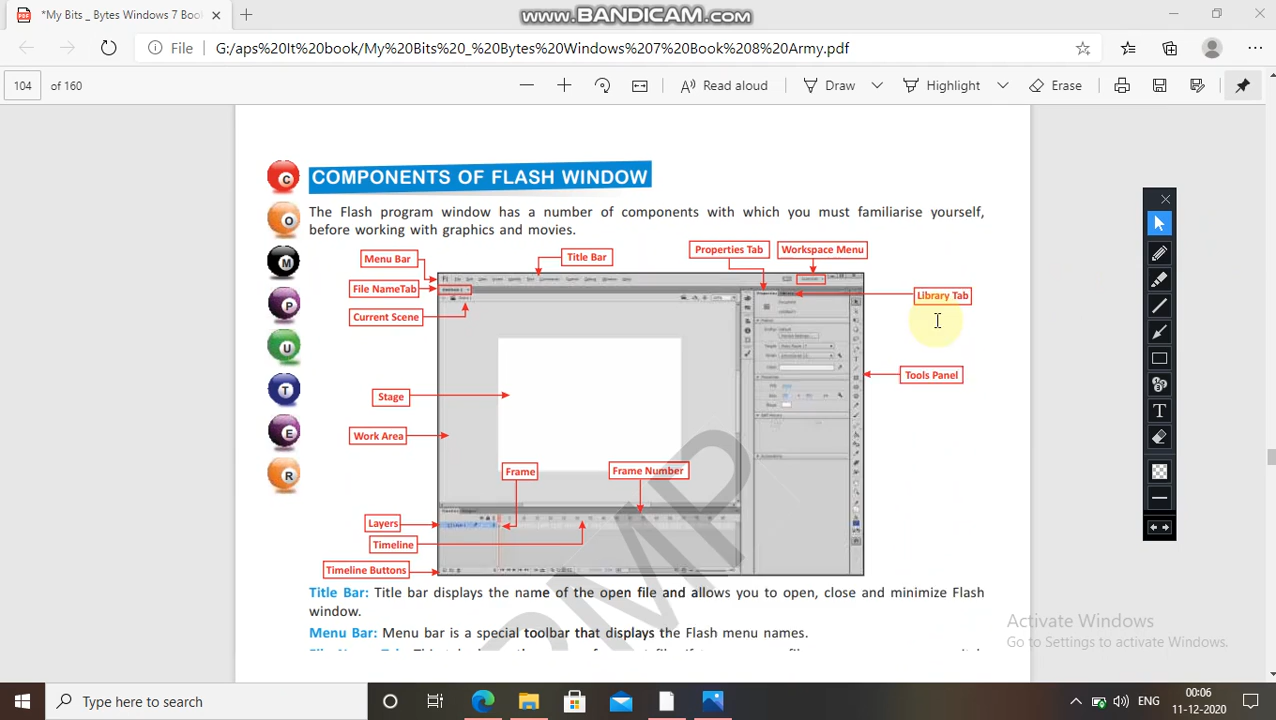 *My Bits _ Bytes Windows 7 Boo
www.BANDICAM.com
File
G:/aps%20It%20book/My%20Bits%20_%20Bytes%20Windows%207%20Book%208%20Army.pdf
104 of 160
Read aloud
Draw
Highlight
Erase
COMPONENTS OF FLASH WINDOW
The Flash program window has a number of components with which you must familiarise yourself,
before working with graphics and movies.
C
O
M
P
U
T
E
R
Menu Bar
Title Bar
Properties Tab
Workspace Menu
File NameTab
Library Tab
Current Scene
Tools Panel
Stage
Work Area
Frame
Frame Number
Layers
Timeline
Timeline Buttons
Title Bar: Title bar displays the name of the open file and allows you to open, close and minimize Flash
window.
Menu Bar: Menu bar is a special toolbar that displays the Flash menu names.
Activate Windows
Go to Settings to activate Windows.
Type here to search
ENG
00:06
11-12-2020